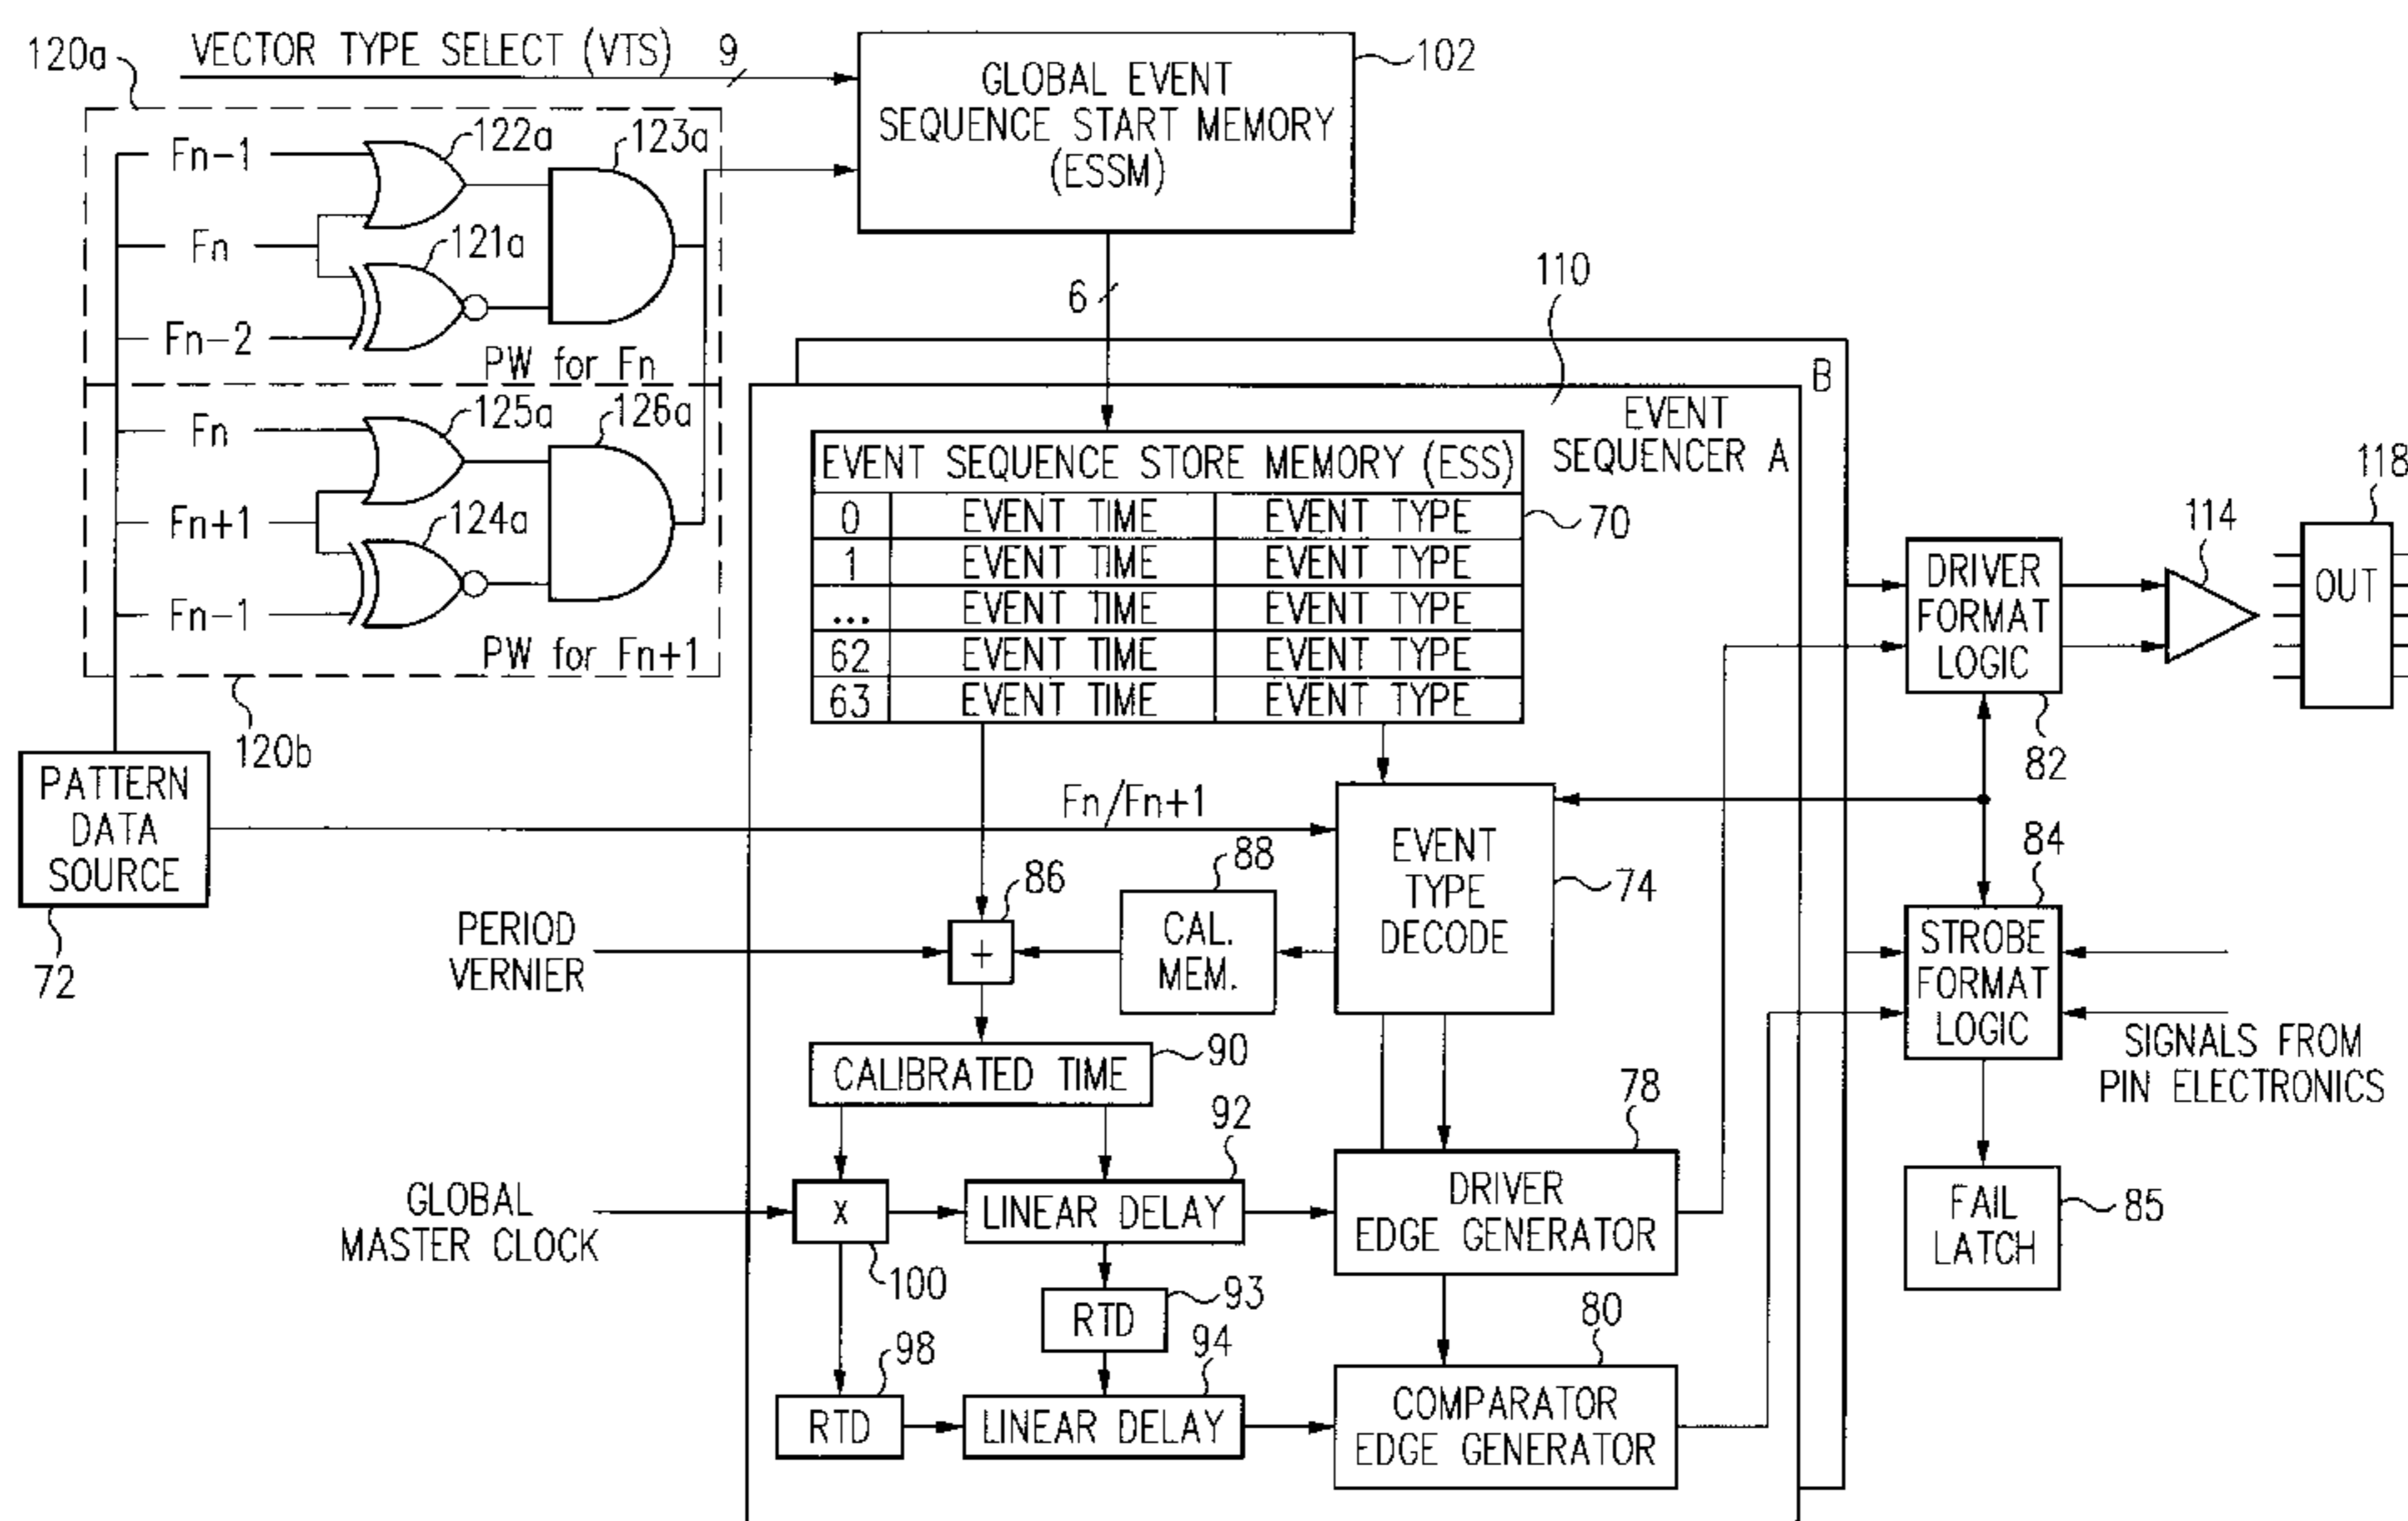 120a
VECTOR TYPE SELECT (VTS) 9
102
GLOBAL EVENT
SEQUENCE START MEMORY
(ESSM)
Fn-1
122a
123a
Fn
121a
Fn-2
PW for Fn
6
110
B
Fn
125a
126a
Fn+1
124a
Fn-1
PW for Fn+1
120b
EVENT
SEQUENCER A
EVENT SEQUENCE STORE MEMORY (ESS)
0 EVENT TIME EVENT TYPE
1 EVENT TIME EVENT TYPE
... EVENT TIME EVENT TYPE
62 EVENT TIME EVENT TYPE
63 EVENT TIME EVENT TYPE
70
118
114
DRIVER
FORMAT
LOGIC
OUT
82
PATTERN
DATA
SOURCE
72
Fn/Fn+1
EVENT
TYPE
DECODE
74
84
STROBE
FORMAT
LOGIC
86
88
CAL.
MEM.
PERIOD
VERNIER
+
SIGNALS FROM
PIN ELECTRONICS
CALIBRATED TIME
90
92
78
GLOBAL
MASTER CLOCK
X
100
LINEAR DELAY
DRIVER
EDGE GENERATOR
FAIL
LATCH
85
RTD
93
98
94
80
RTD
LINEAR DELAY
COMPARATOR
EDGE GENERATOR